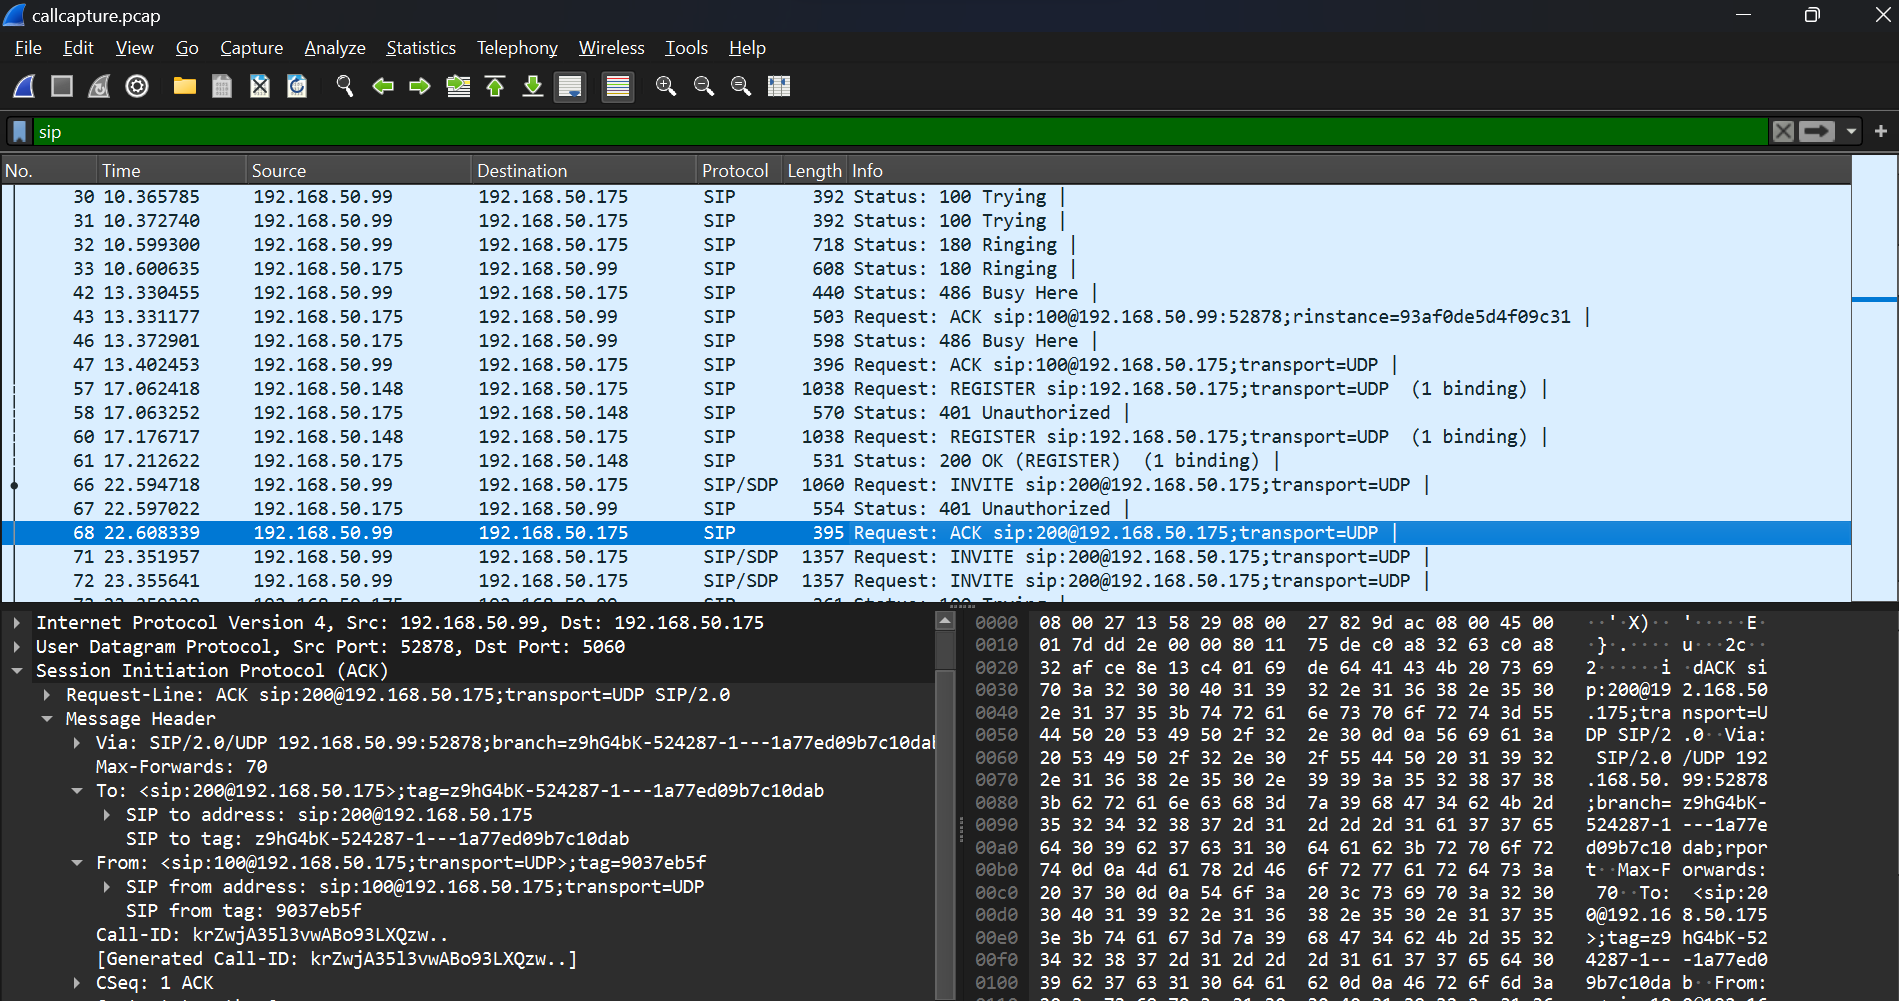 callcapture.pcap
File Edit View Go Capture Analyze Statistics Telephony Wireless Tools Help
sip
No. Time Source Destination Protocol Length Info
30 10.365785 192.168.50.99 192.168.50.175 SIP 392 Status: 100 Trying |
31 10.372740 192.168.50.99 192.168.50.175 SIP 392 Status: 100 Trying |
32 10.599300 192.168.50.99 192.168.50.175 SIP 718 Status: 180 Ringing |
33 10.600635 192.168.50.175 192.168.50.99 SIP 608 Status: 180 Ringing |
42 13.330455 192.168.50.99 192.168.50.175 SIP 440 Status: 486 Busy Here |
43 13.331177 192.168.50.175 192.168.50.99 SIP 503 Request: ACK sip:100@192.168.50.99:52878;rinstance=93af0de5d4f09c31 |
46 13.372901 192.168.50.175 192.168.50.99 SIP 598 Status: 486 Busy Here |
47 13.402453 192.168.50.99 192.168.50.175 SIP 396 Request: ACK sip:100@192.168.50.175;transport=UDP |
57 17.062418 192.168.50.148 192.168.50.175 SIP 1038 Request: REGISTER sip:192.168.50.175;transport=UDP (1 binding) |
58 17.063252 192.168.50.175 192.168.50.148 SIP 570 Status: 401 Unauthorized |
60 17.176717 192.168.50.148 192.168.50.175 SIP 1038 Request: REGISTER sip:192.168.50.175;transport=UDP (1 binding) |
61 17.212622 192.168.50.175 192.168.50.148 SIP 531 Status: 200 OK (REGISTER) (1 binding) |
66 22.594718 192.168.50.99 192.168.50.175 SIP/SDP 1060 Request: INVITE sip:200@192.168.50.175;transport=UDP |
67 22.597022 192.168.50.175 192.168.50.99 SIP 554 Status: 401 Unauthorized |
68 22.608339 192.168.50.99 192.168.50.175 SIP 395 Request: ACK sip:200@192.168.50.175;transport=UDP |
71 23.351957 192.168.50.99 192.168.50.175 SIP/SDP 1357 Request: INVITE sip:200@192.168.50.175;transport=UDP |
72 23.355641 192.168.50.99 192.168.50.175 SIP/SDP 1357 Request: INVITE sip:200@192.168.50.175;transport=UDP |
Internet Protocol Version 4, Src: 192.168.50.99, Dst: 192.168.50.175
User Datagram Protocol, Src Port: 52878, Dst Port: 5060
Session Initiation Protocol (ACK)
Request-Line: ACK sip:200@192.168.50.175;transport=UDP SIP/2.0
Message Header
Via: SIP/2.0/UDP 192.168.50.99:52878;branch=z9hG4bK-524287-1---1a77ed09b7c10da
Max-Forwards: 70
To: <sip:200@192.168.50.175>;tag=z9hG4bK-524287-1---1a77ed09b7c10dab
SIP to address: sip:200@192.168.50.175
SIP to tag: z9hG4bK-524287-1---1a77ed09b7c10dab
From: <sip:100@192.168.50.175;transport=UDP>;tag=9037eb5f
SIP from address: sip:100@192.168.50.175;transport=UDP
SIP from tag: 9037eb5f
Call-ID: krZwjA35l3vwABo93LXQzw..
[Generated Call-ID: krZwjA35l3vwABo93LXQzw..]
CSeq: 1 ACK
0000 08 00 27 13 58 29 08 00 27 82 9d ac 08 00 45 00 ··'·X)·· '·····E·
0010 01 7d dd 2e 00 00 80 11 75 de c0 a8 32 63 c0 a8 ·}·.···· u···2c··
0020 32 af ce 8e 13 c4 01 69 de 64 41 43 4b 20 73 69 2······i ·dACK si
0030 70 3a 32 30 30 40 31 39 32 2e 31 36 38 2e 35 30 p:200@19 2.168.50
0040 2e 31 37 35 3b 74 72 61 6e 73 70 6f 72 74 3d 55 .175;tra nsport=U
0050 44 50 20 53 49 50 2f 32 2e 30 0d 0a 56 69 61 3a DP SIP/2 .0··Via:
0060 20 53 49 50 2f 32 2e 30 2f 55 44 50 20 31 39 32 SIP/2.0 /UDP 192
0070 2e 31 36 38 2e 35 30 2e 39 39 3a 35 32 38 37 38 .168.50. 99:52878
0080 3b 62 72 61 6e 63 68 3d 7a 39 68 47 34 62 4b 2d ;branch= z9hG4bK-
0090 35 32 34 32 38 37 2d 31 2d 2d 2d 31 61 37 37 65 524287-1 ---1a77e
00a0 64 30 39 62 37 63 31 30 64 61 62 3b 72 70 6f 72 d09b7c10 dab;rpor
00b0 74 0d 0a 4d 61 78 2d 46 6f 72 77 61 72 64 73 3a t··Max-F orwards:
00c0 20 37 30 0d 0a 54 6f 3a 20 3c 73 69 70 3a 32 30 70··To: <sip:20
00d0 30 40 31 39 32 2e 31 36 38 2e 35 30 2e 31 37 35 0@192.16 8.50.175
00e0 3e 3b 74 61 67 3d 7a 39 68 47 34 62 4b 2d 35 32 >;tag=z9 hG4bK-52
00f0 34 32 38 37 2d 31 2d 2d 2d 31 61 37 37 65 64 30 4287-1-- -1a77ed0
0100 39 62 37 63 31 30 64 61 62 0d 0a 46 72 6f 6d 3a 9b7c10da b··From: